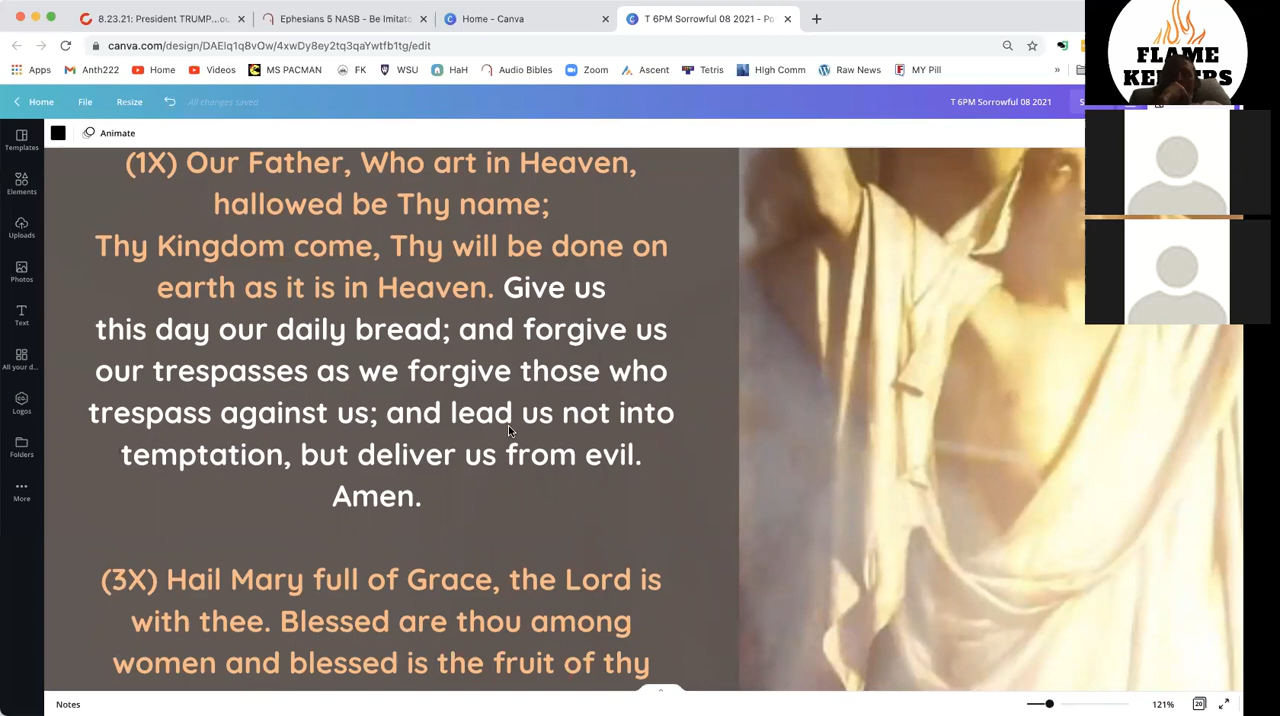 8.23.21: President TRUMP...ou
Ephesians 5 NASB - Be Imitato
Home - Canva
T 6PM Sorrowful 08 2021 - Po
canva.com/design/DAElq1q8vOw/4xwDy8ey2tq3qaYwtfb1tg/edit
Apps
Anth222
Home
Videos
MS PACMAN
FK
WSU
HaH
Audio Bibles
Zoom
Ascent
Tetris
HIgh Comm
Raw News
MY Pill
»
FLAME
KEEPERS
Home
File
Resize
All changes saved
T 6PM Sorrowful 08 2021
Animate
Templates
Elements
Uploads
Photos
Text
All your d...
Logos
Folders
More
(1X) Our Father, Who art in Heaven,
hallowed be Thy name;
Thy Kingdom come, Thy will be done on
earth as it is in Heaven. Give us
this day our daily bread; and forgive us
our trespasses as we forgive those who
trespass against us; and lead us not into
temptation, but deliver us from evil.
Amen.
(3X) Hail Mary full of Grace, the Lord is
with thee. Blessed are thou among
women and blessed is the fruit of thy
Notes
121%
20